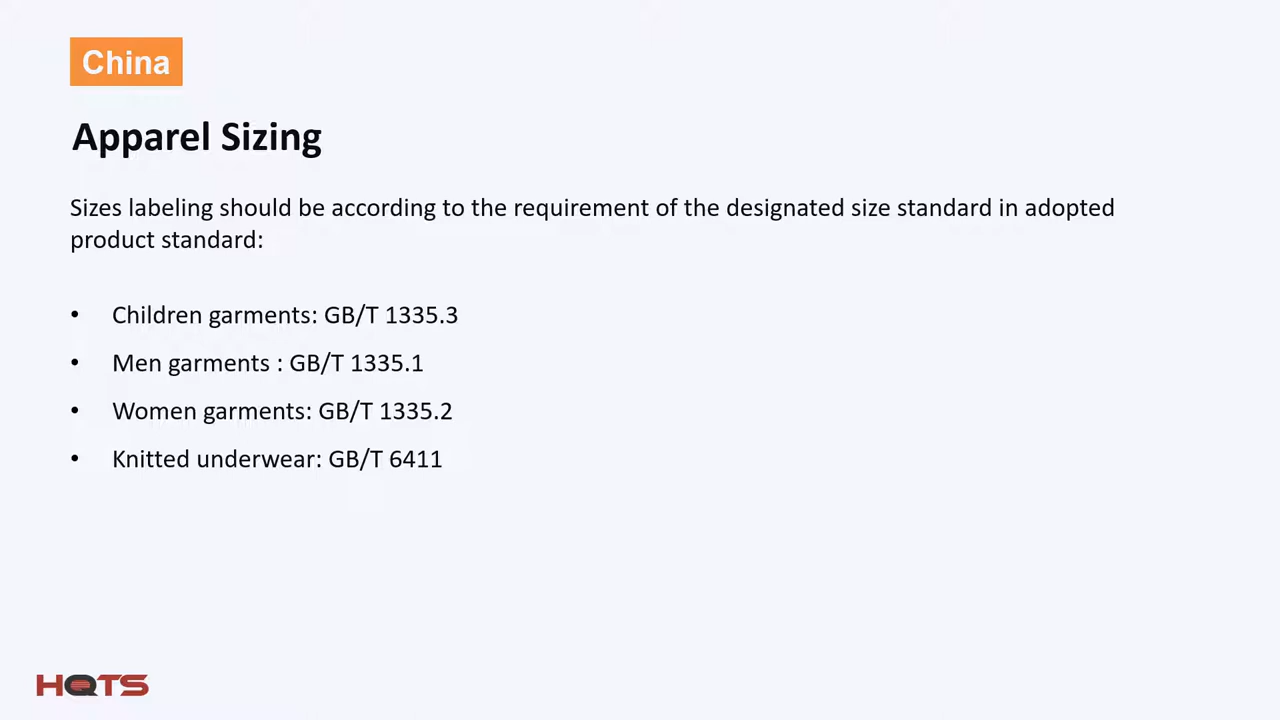 China
Apparel Sizing
Sizes labeling should be according to the requirement of the designated size standard in adopted
product standard:
• Children garments: GB/T 1335.3
• Men garments : GB/T 1335.1
• Women garments: GB/T 1335.2
• Knitted underwear: GB/T 6411
HQTS